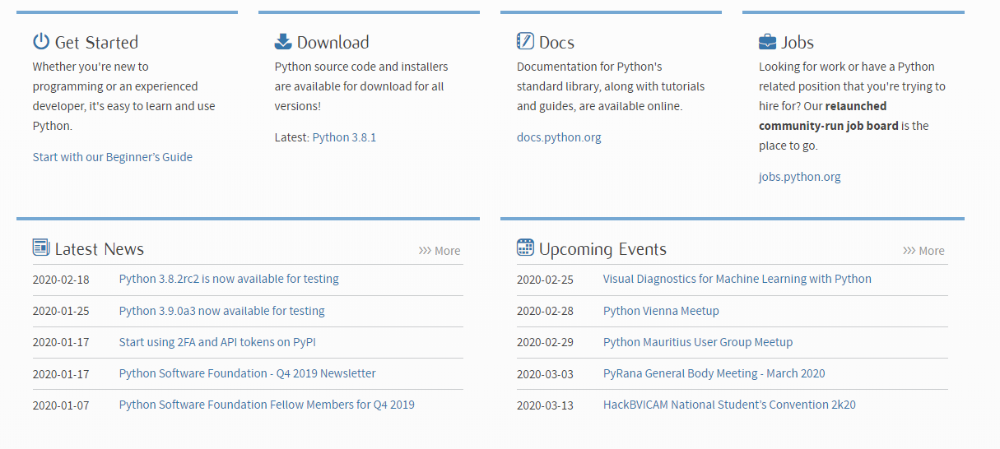 Get Started
Whether you're new to
programming or an experienced
developer, it's easy to learn and use
Python.
Start with our Beginner’s Guide
Download
Python source code and installers
are available for download for all
versions!
Latest: Python 3.8.1
Docs
Documentation for Python's
standard library, along with tutorials
and guides, are available online.
docs.python.org
Jobs
Looking for work or have a Python
related position that you're trying to
hire for? Our relaunched
community-run job board is the
place to go.
jobs.python.org
Latest News
>>> More
2020-02-18 Python 3.8.2rc2 is now available for testing
2020-01-25 Python 3.9.0a3 now available for testing
2020-01-17 Start using 2FA and API tokens on PyPI
2020-01-17 Python Software Foundation - Q4 2019 Newsletter
2020-01-07 Python Software Foundation Fellow Members for Q4 2019
Upcoming Events
>>> More
2020-02-25 Visual Diagnostics for Machine Learning with Python
2020-02-28 Python Vienna Meetup
2020-02-29 Python Mauritius User Group Meetup
2020-03-03 PyRana General Body Meeting - March 2020
2020-03-13 HackBVICAM National Student’s Convention 2k20